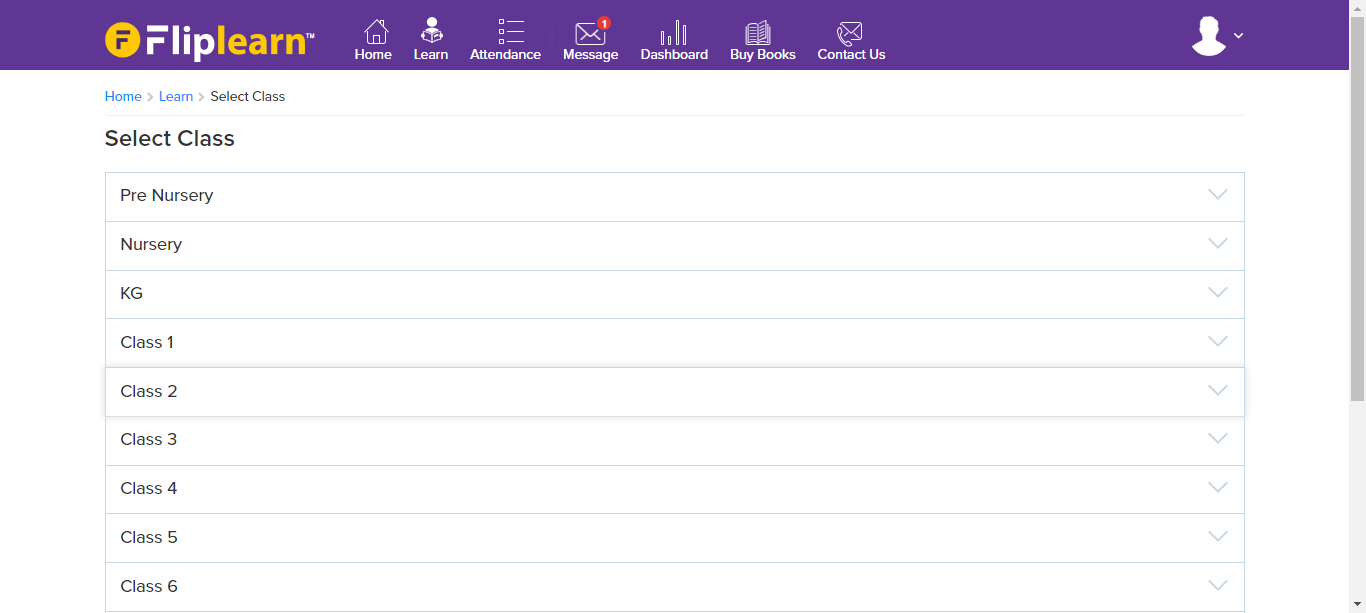 Fliplearn™
Home Learn Attendance Message 1 Dashboard Buy Books Contact Us
Home > Learn > Select Class
Select Class
Pre Nursery
Nursery
KG
Class 1
Class 2
Class 3
Class 4
Class 5
Class 6